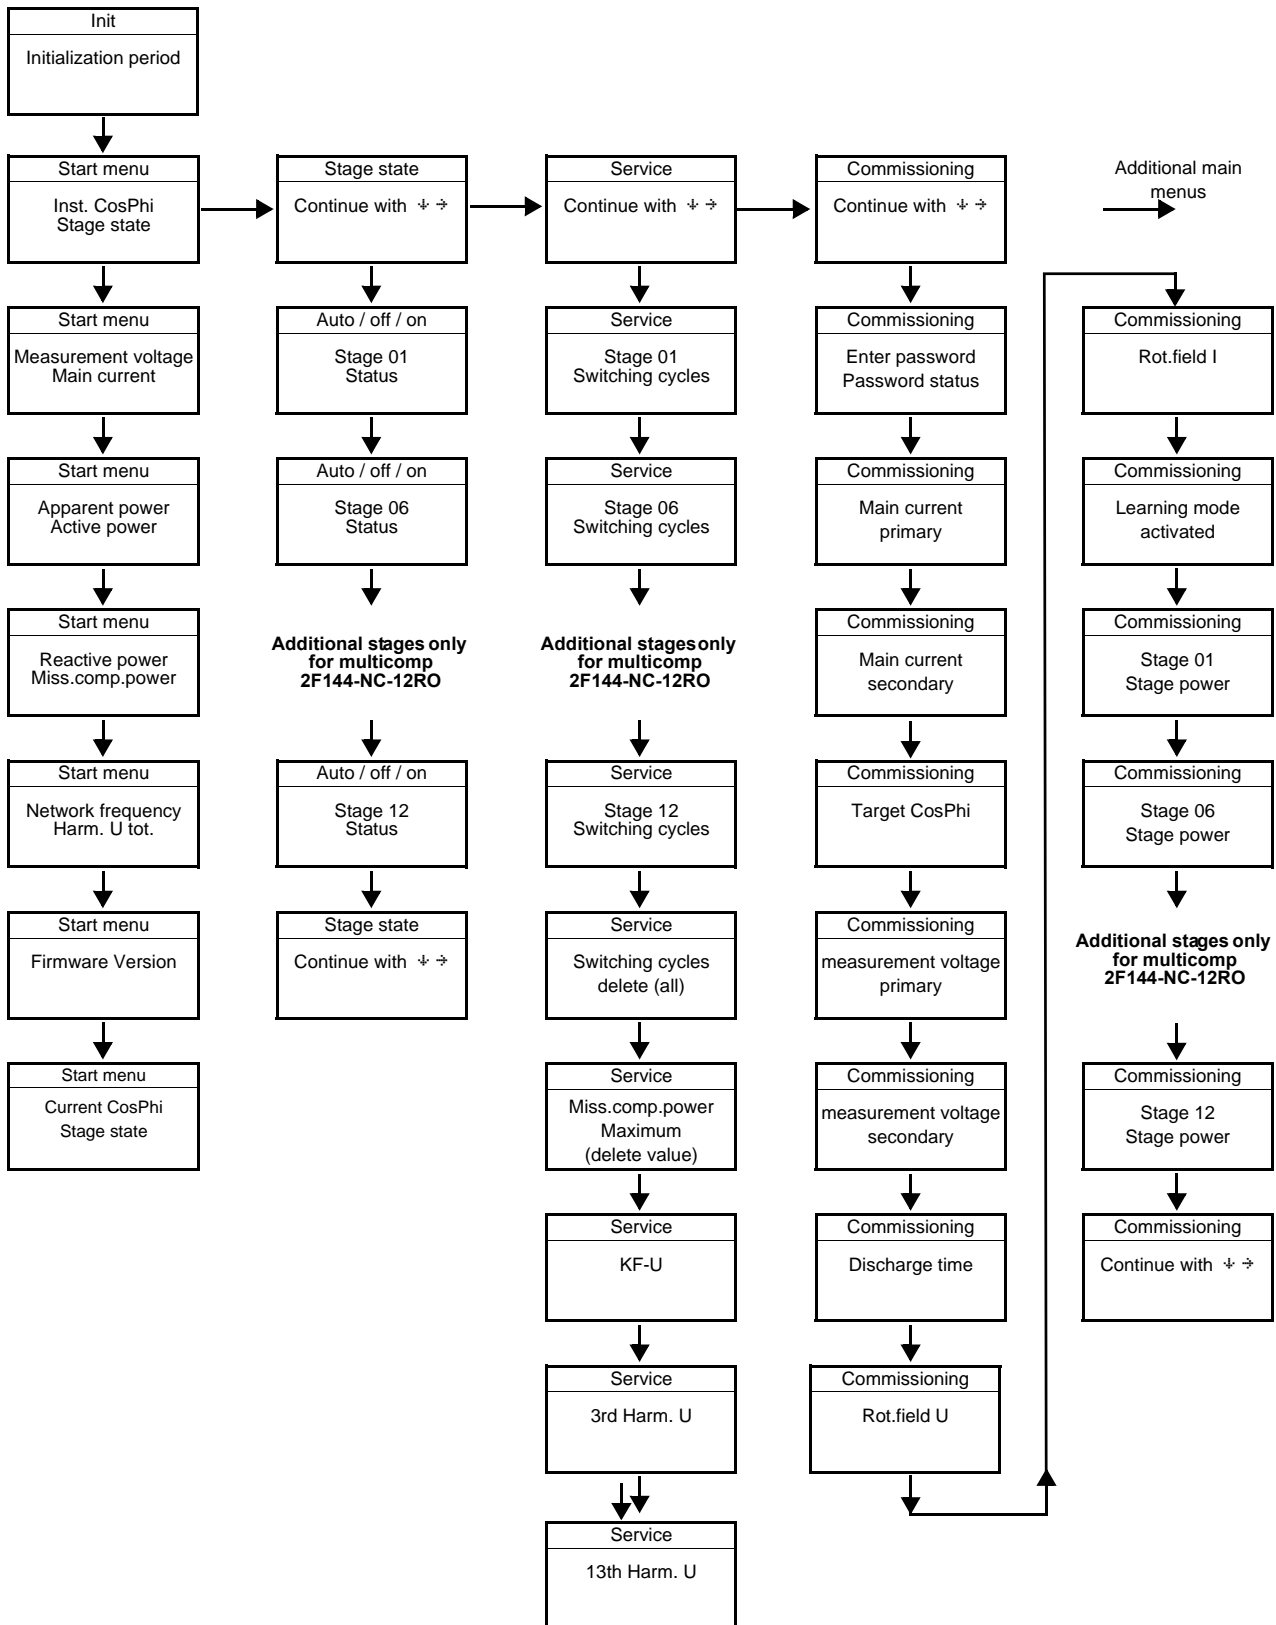 Init
Initialization period
Start menu
Inst. CosPhi
Stage state
Start menu
Measurement voltage
Main current
Start menu
Apparent power
Active power
Start menu
Reactive power
Miss.comp.power
Start menu
Network frequency
Harm. U tot.
Start menu
Firmware Version
Start menu
Current CosPhi
Stage state
Stage state
Continue with ↓ →
Auto / off / on
Stage 01
Status
Auto / off / on
Stage 06
Status
Additional stages only
for multicomp
2F144-NC-12RO
Auto / off / on
Stage 12
Status
Stage state
Continue with ↓ →
Service
Continue with ↓ →
Service
Stage 01
Switching cycles
Service
Stage 06
Switching cycles
Additional stages only
for multicomp
2F144-NC-12RO
Service
Stage 12
Switching cycles
Service
Switching cycles
delete (all)
Service
Miss.comp.power
Maximum
(delete value)
Service
KF-U
Service
3rd Harm. U
Service
13th Harm. U
Commissioning
Continue with ↓ →
Commissioning
Enter password
Password status
Commissioning
Main current
primary
Commissioning
Main current
secondary
Commissioning
Target CosPhi
Commissioning
measurement voltage
primary
Commissioning
measurement voltage
secondary
Commissioning
Discharge time
Commissioning
Rot.field U
Additional main
menus
Commissioning
Rot.field I
Commissioning
Learning mode
activated
Commissioning
Stage 01
Stage power
Commissioning
Stage 06
Stage power
Additional stages only
for multicomp
2F144-NC-12RO
Commissioning
Stage 12
Stage power
Commissioning
Continue with ↓ →